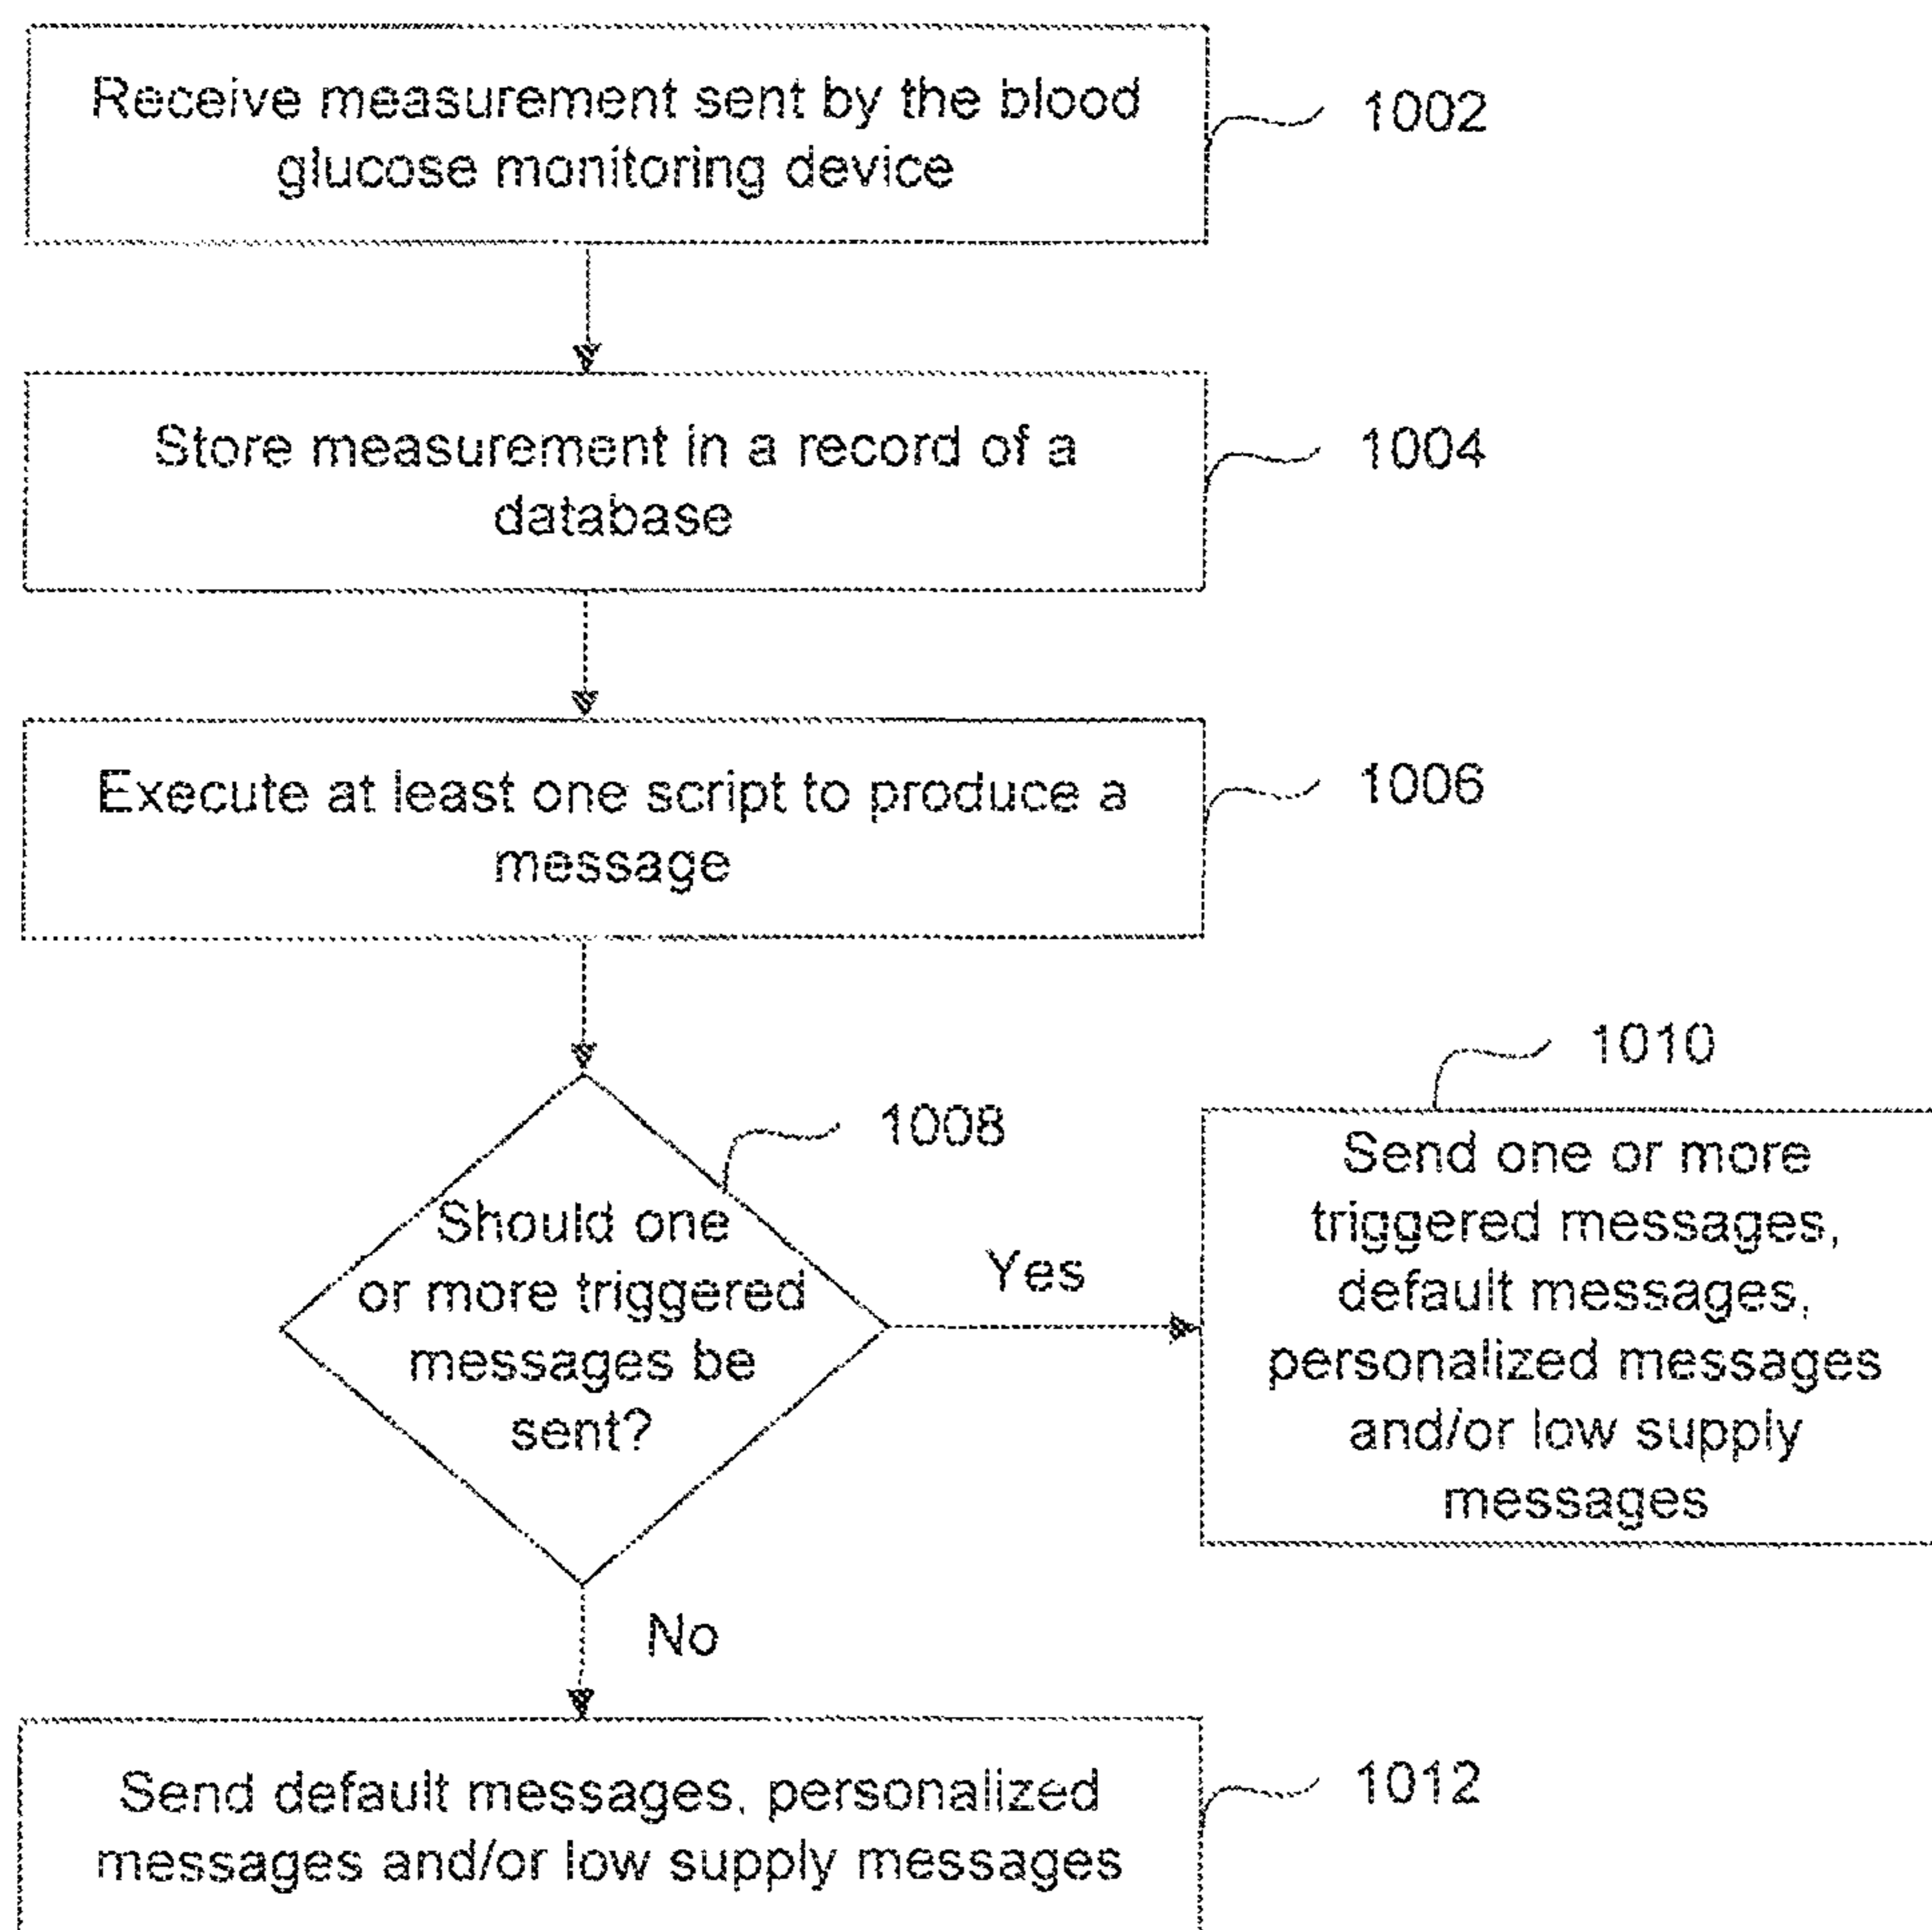 Receive measurement sent by the blood
glucose monitoring device
1002
Store measurement in a record of a
database
1004
Execute at least one script to produce a
message
1006
1008
Should one
or more triggered
messages be
sent?
Yes
1010
Send one or more
triggered messages,
default messages,
personalized messages
and/or low supply
messages
No
Send default messages, personalized
messages and/or low supply messages
1012